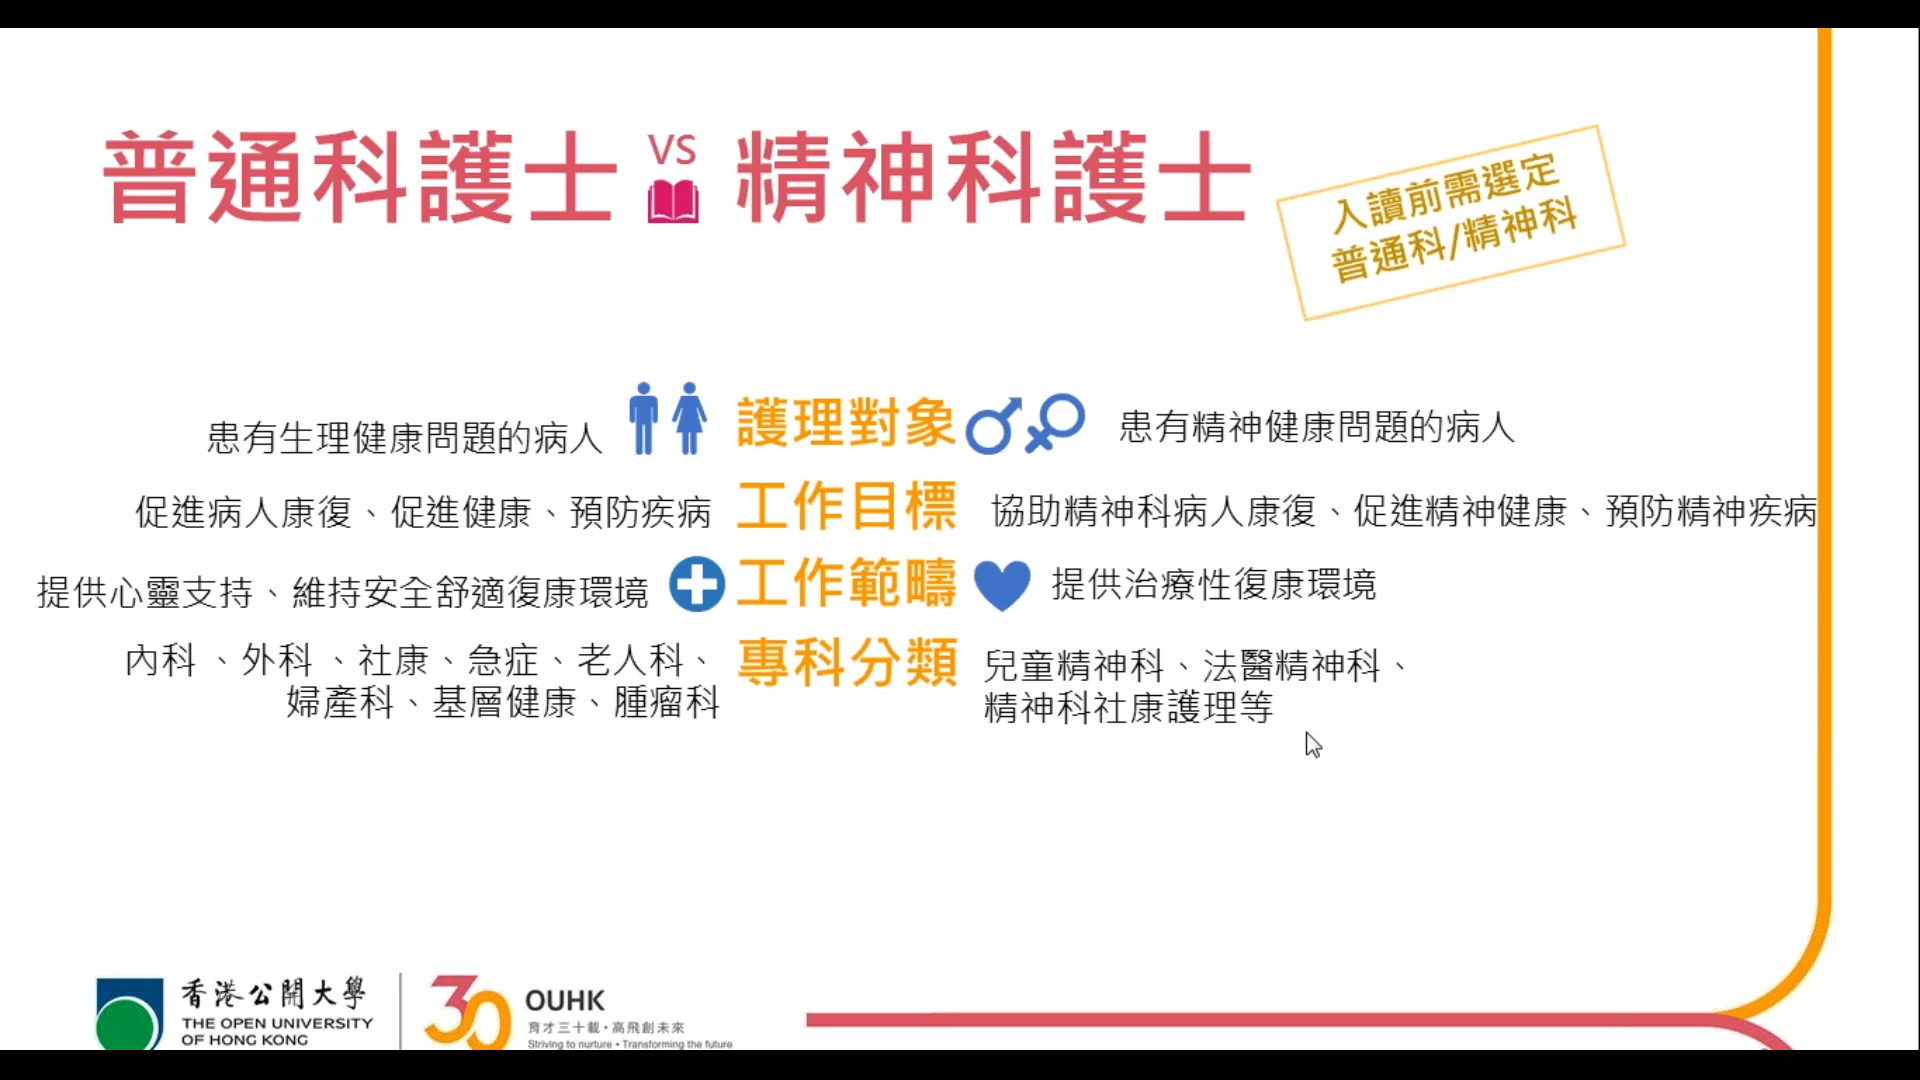 普通科護士 VS 精神科護士
入讀前需選定
普通科/精神科
患有生理健康問題的病人 護理對象 患有精神健康問題的病人
促進病人康復、促進健康、預防疾病 工作目標 協助精神科病人康復、促進精神健康、預防精神疾病
提供心靈支持、維持安全舒適復康環境 工作範疇 提供治療性復康環境
內科、外科、社康、急症、老人科、 專科分類 兒童精神科、法醫精神科、
婦產科、基層健康、腫瘤科 精神科社康護理等
香港公開大學
THE OPEN UNIVERSITY
OF HONG KONG
30
OUHK
育才三十載・高飛創未來
Striving to nurture • Transforming the future